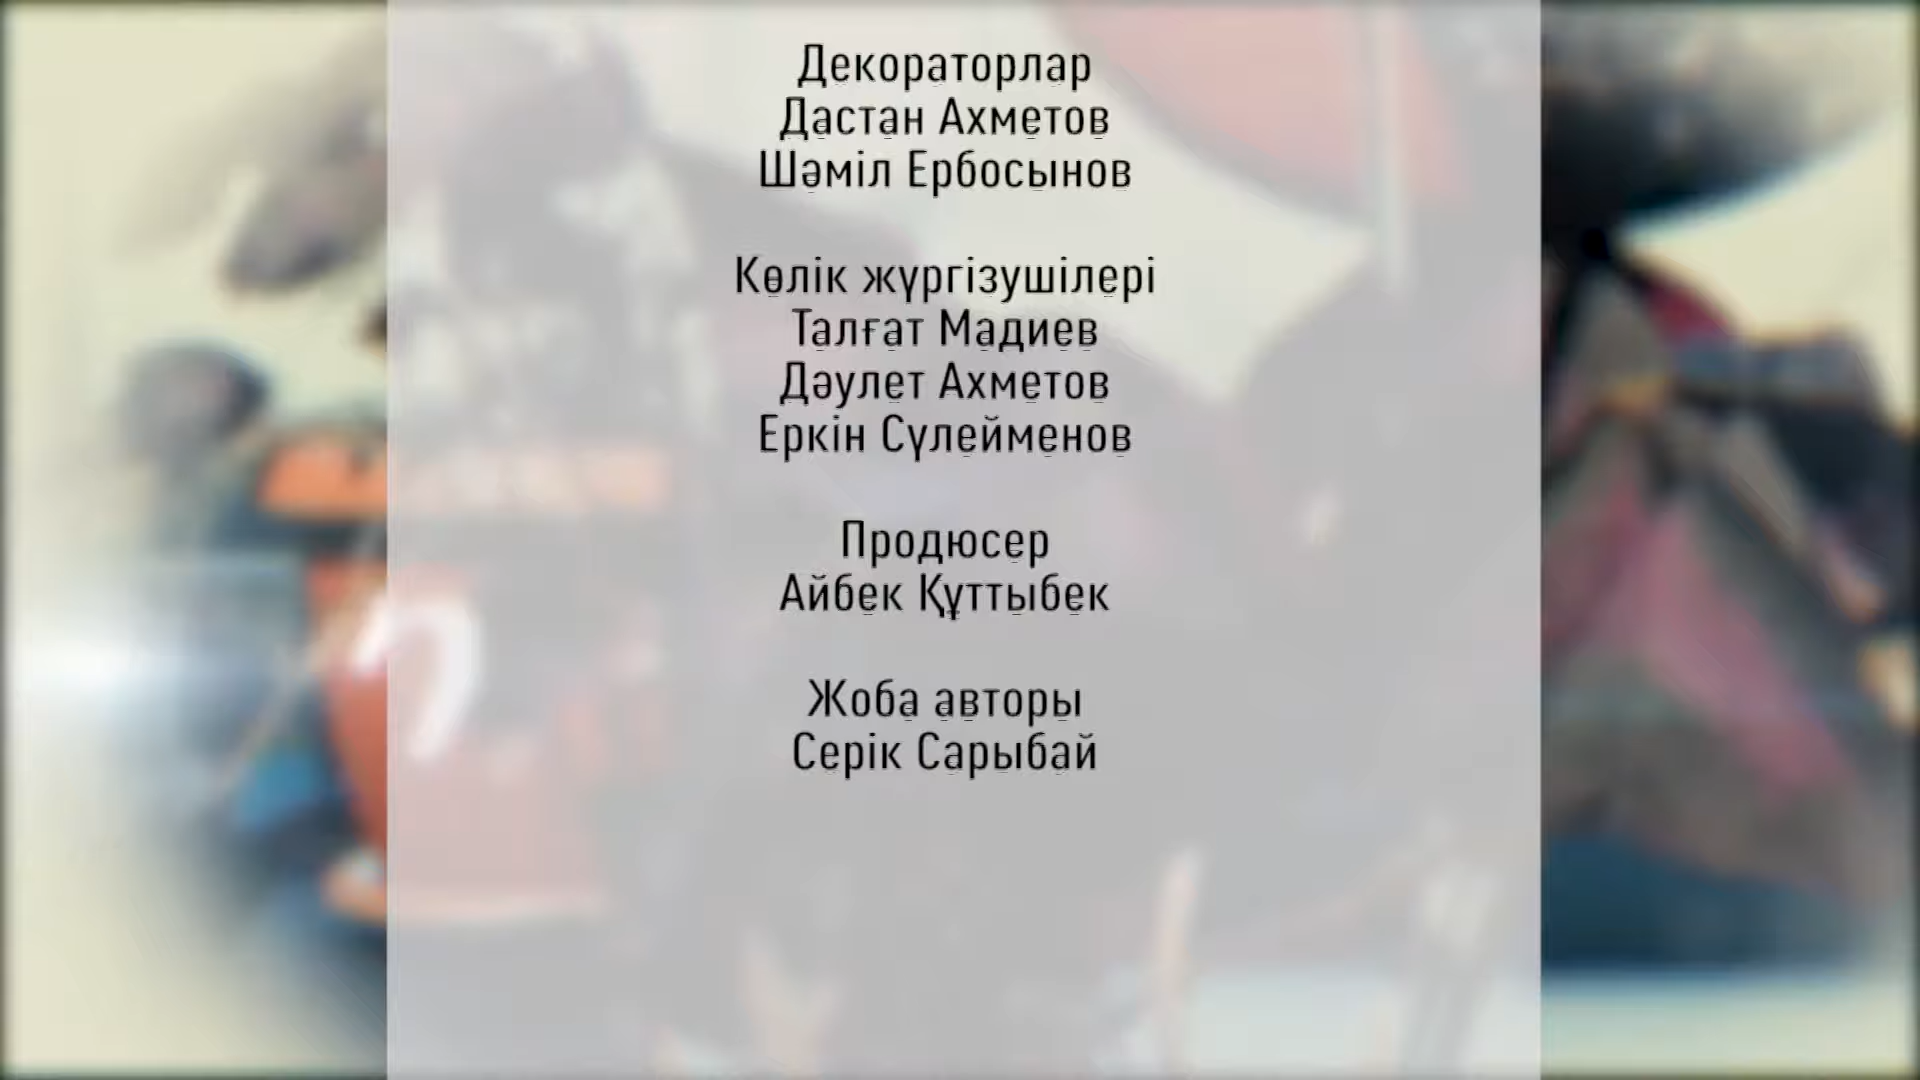 Декораторлар
Дастан Ахметов
Шәміл Ербосынов
Көлік жүргізушілері
Талғат Мадиев
Дәулет Ахметов
Еркін Сүлейменов
Продюсер
Айбек Құттыбек
Жоба авторы
Серік Сарыбай